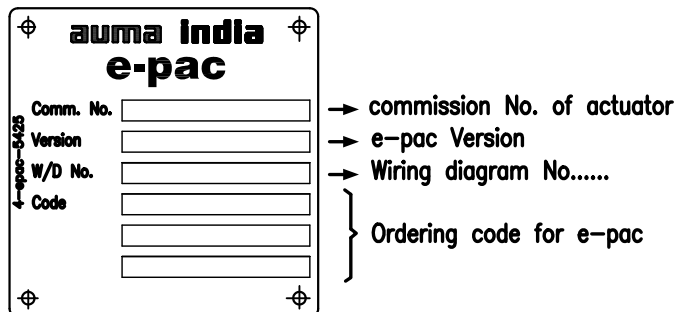 auma india
e-pac
Comm. No.
Version
W/D No.
Code
4-epac-5425
commission No. of actuator
e-pac Version
Wiring diagram No......
Ordering code for e-pac